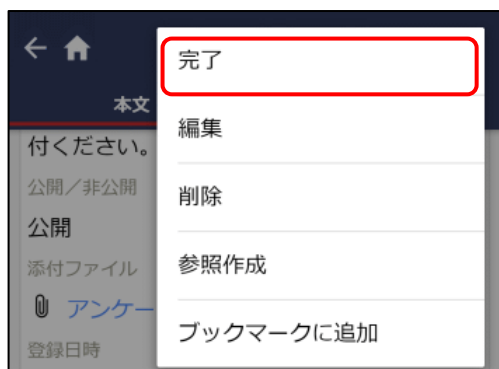 完了
本文
編集
付ください。
公開/非公開
削除
公開
参照作成
添付ファイル
アンケー
ブックマークに追加
登録日時